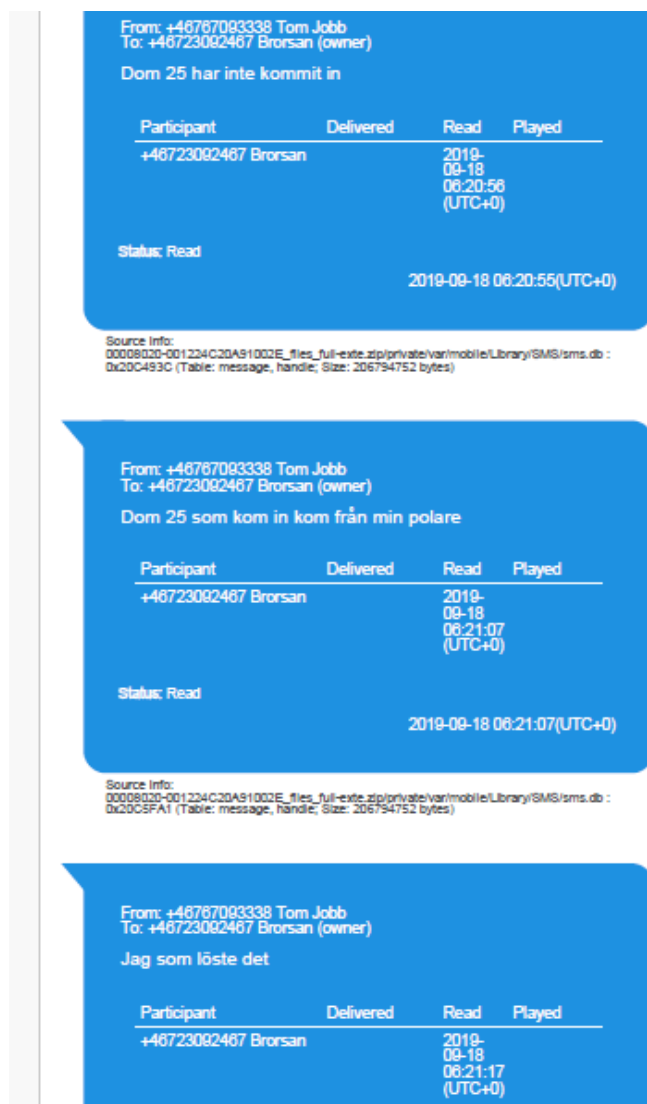 From: +46767093338 Tom Jobb
To: +46723092467 Brorsan (owner)
Dom 25 har inte kommit in
Participant Delivered Read Played
+46723092467 Brorsan 2019-
09-18
06:20:56
(UTC+0)
Status: Read
2019-09-18 06:20:55(UTC+0)
Source Info:
00008020-001224C20A91002E_files_full-exte.zip/private/var/mobile/Library/SMS/sms.db :
0x20C493C (Table: message, handle; Size: 206794752 bytes)
From: +46767093338 Tom Jobb
To: +46723092467 Brorsan (owner)
Dom 25 som kom in kom från min polare
Participant Delivered Read Played
+46723092467 Brorsan 2019-
09-18
06:21:07
(UTC+0)
Status: Read
2019-09-18 06:21:07(UTC+0)
Source Info:
00008020-001224C20A91002E_files_full-exte.zip/private/var/mobile/Library/SMS/sms.db :
0x20C5FA1 (Table: message, handle; Size: 206794752 bytes)
From: +46767093338 Tom Jobb
To: +46723092467 Brorsan (owner)
Jag som löste det
Participant Delivered Read Played
+46723092467 Brorsan 2019-
09-18
06:21:17
(UTC+0)